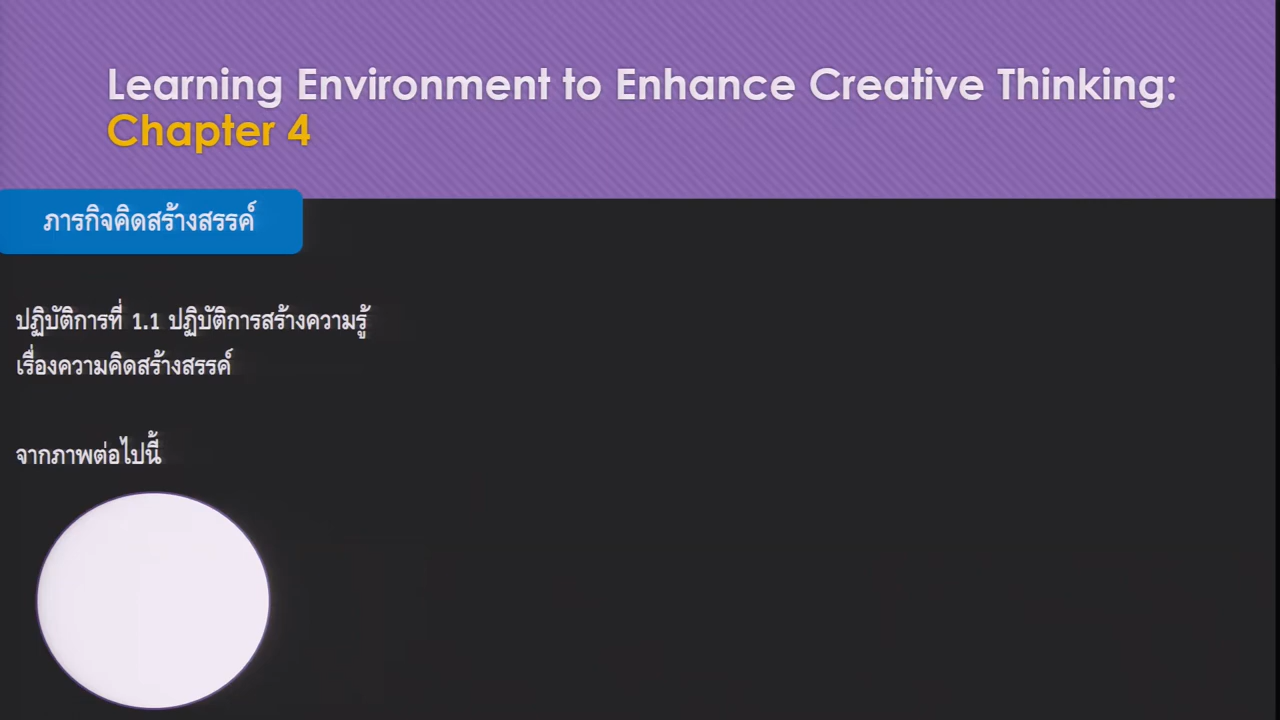 Learning Environment to Enhance Creative Thinking:
Chapter 4
ภารกิจคิดสร้างสรรค์
ปฏิบัติการที่ 1.1 ปฏิบัติการสร้างความรู้
เรื่องความคิดสร้างสรรค์
จากภาพต่อไปนี้